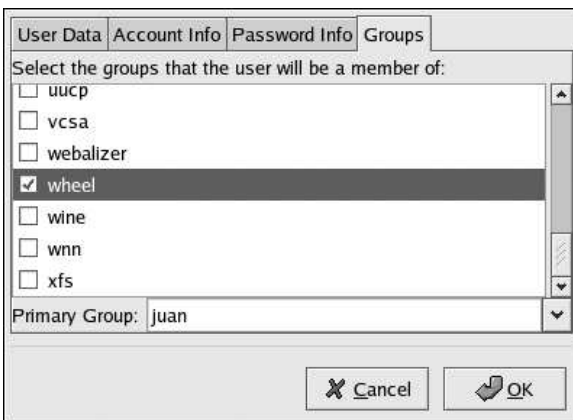 User Data Account Info Password Info Groups
Select the groups that the user will be a member of:
uucp
vcsa
webalizer
wheel
wine
wnn
xfs
Primary Group: juan
Cancel OK